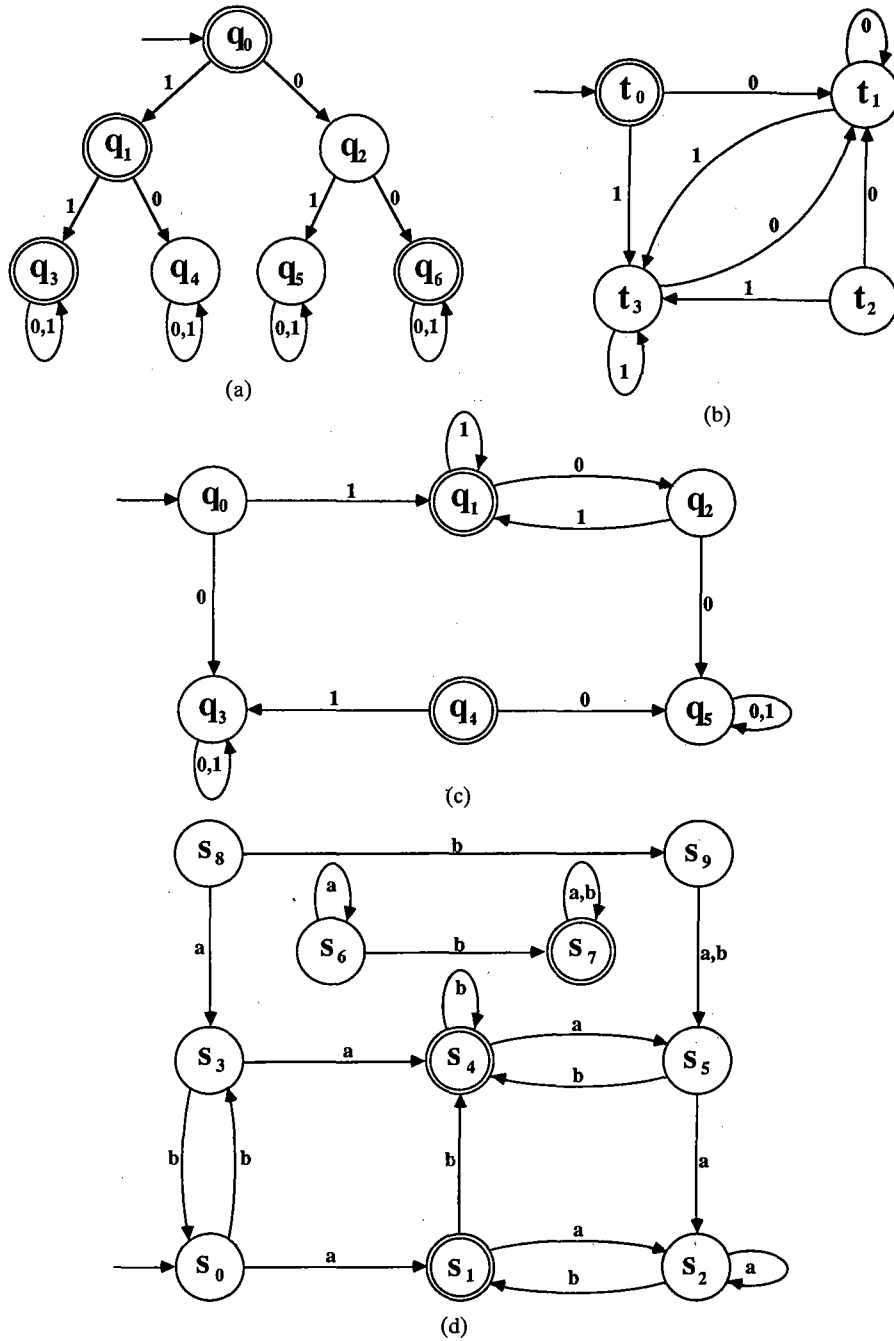 q0
1 0
q1 q2
1 0 1 0
q3 q4 q5 q6
0,1 0,1 0,1 0,1
(a)
0
t0 0 t1
1 1 0 0
t3 1 t2
1
(b)
1
q0 1 q1 0 q2
1
0 0
q3 1 q4 0 q5 0,1
0,1
(c)
s8 b s9
a a,b
s6 b s7
a a,b
b
s3 a s4 a s5
b
b b b a
s0 a s1 a s2 a
b
(d)